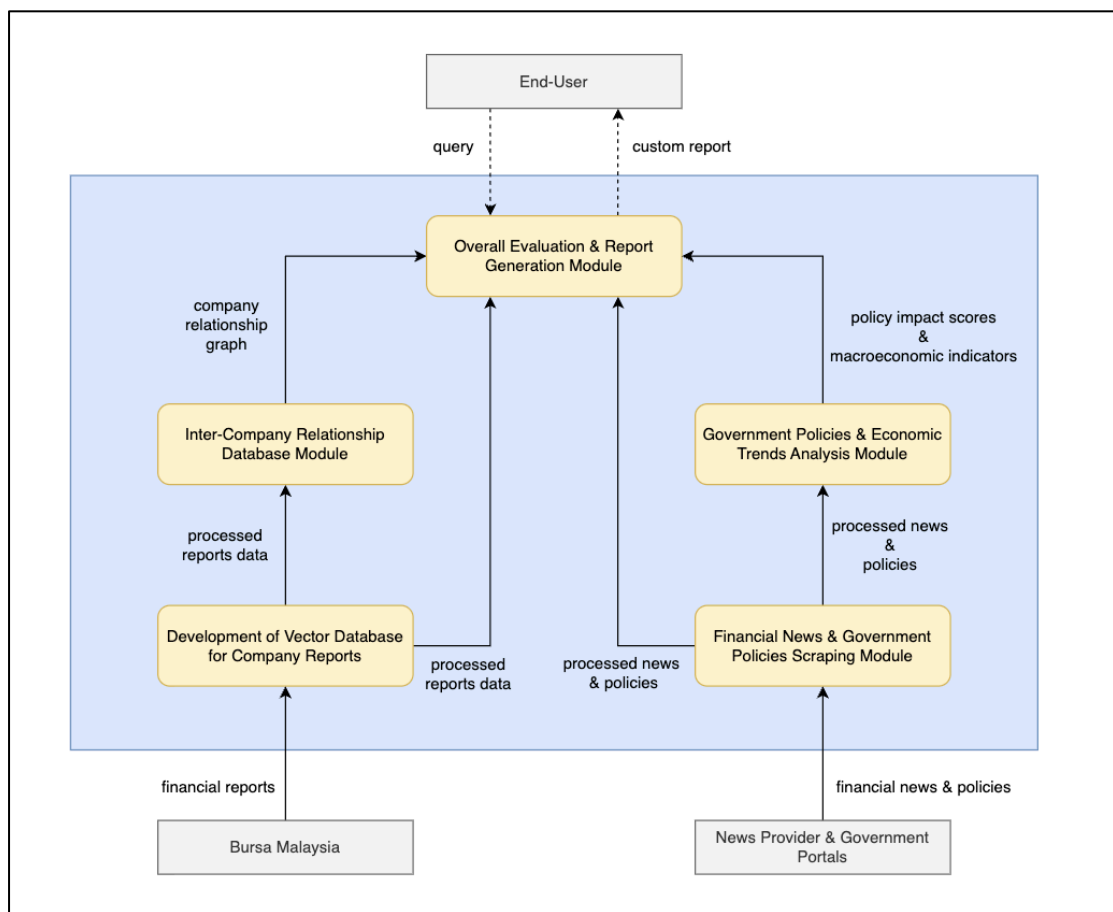 End-User
query
custom report
Overall Evaluation & Report
Generation Module
company
relationship
graph
policy impact scores
&
macroeconomic indicators
Inter-Company Relationship
Database Module
Government Policies & Economic
Trends Analysis Module
processed
reports data
processed news
&
policies
Development of Vector Database
for Company Reports
processed
reports data
processed news
& policies
Financial News & Government
Policies Scraping Module
financial reports
financial news & policies
Bursa Malaysia
News Provider & Government
Portals